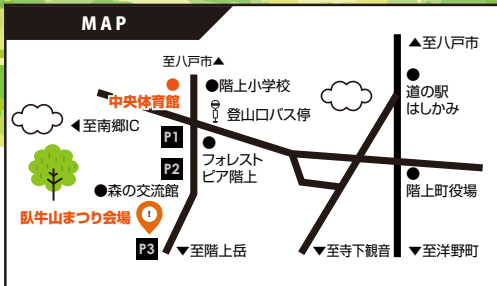 MAP
至八戸市▲
▲至八戸市
●階上小学校
中央体育館
登山口バス停
道の駅
はしかみ
◀至南郷IC
P1
フォレスト
ピア階上
P2
●森の交流館
階上町役場
臥牛山まつり会場
!
P3
▼至階上岳
▼至寺下観音
▼至洋野町